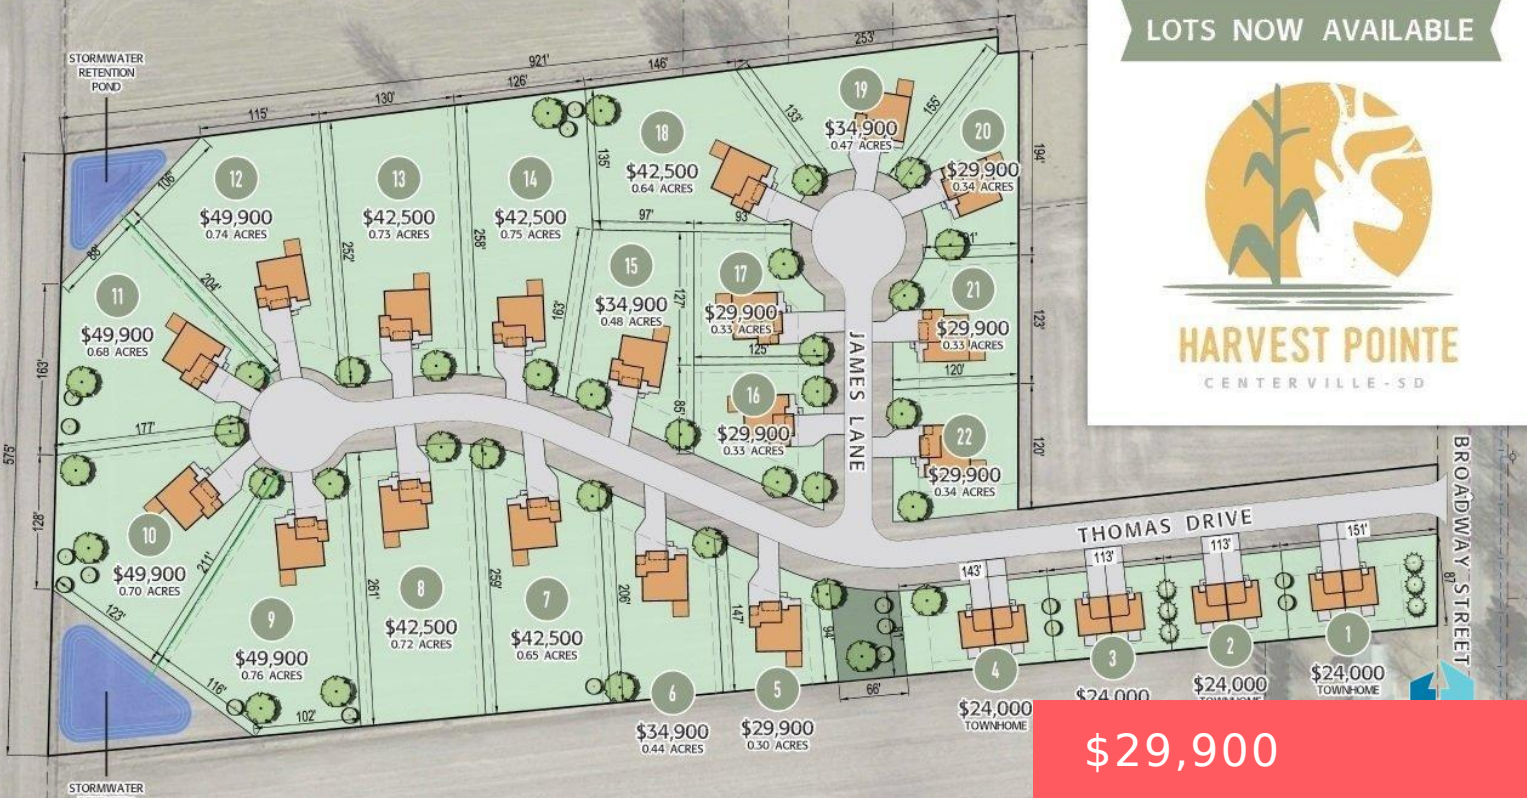 LOTS NOW AVAILABLE
HARVEST POINTE
CENTERVILLE-SD
STORMWATER
RETENTION
POND
921'
253'
115'
130'
126'
146'
12
$49,900
0.74 ACRES
13
$42,500
0.73 ACRES
14
$42,500
0.75 ACRES
18
$42,500
0.64 ACRES
19
$34,900
0.47 ACRES
20
$29,900
0.34 ACRES
106'
88'
204'
252'
258'
135'
133'
155'
194'
97'
93'
11
$49,900
0.68 ACRES
15
$34,900
0.48 ACRES
17
$29,900
0.33 ACRES
21
$29,900
0.33 ACRES
163'
163'
127'
125'
123'
120'
16
$29,900
0.33 ACRES
22
$29,900
0.34 ACRES
85'
120'
JAMES LANE
575'
177'
128'
10
$49,900
0.70 ACRES
123'
211'
9
$49,900
0.76 ACRES
116'
102'
261'
8
$42,500
0.72 ACRES
259'
7
$42,500
0.65 ACRES
206'
6
$34,900
0.44 ACRES
147'
5
$29,900
0.30 ACRES
94'
66'
THOMAS DRIVE
BROADWAY STREET
143'
113'
113'
151'
87'
4
$24,000
TOWNHOME
3
$24,000
2
$24,000
TOWNHOME
1
$24,000
TOWNHOME
STORMWATER
$29,900